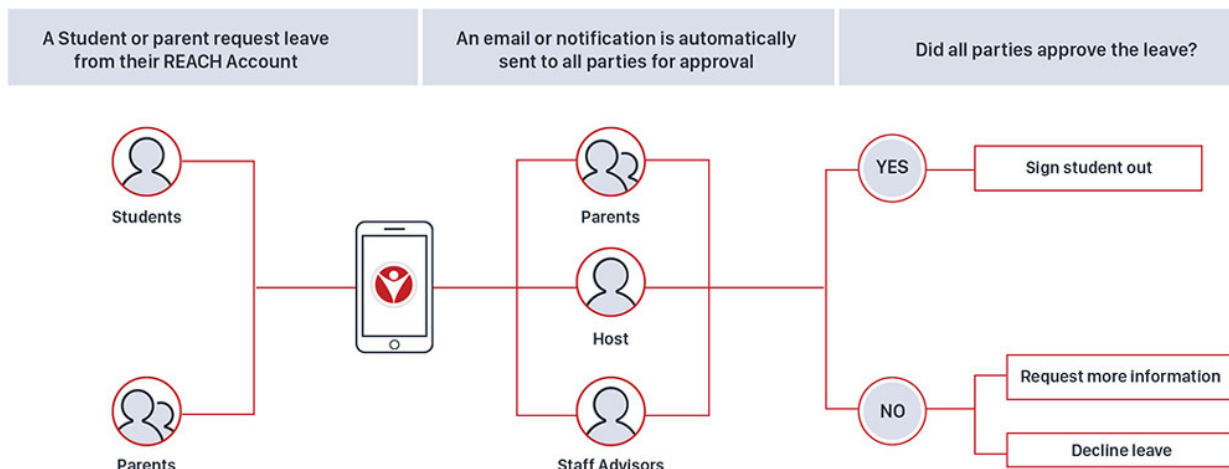 A Student or parent request leave
from their REACH Account
An email or notification is automatically
sent to all parties for approval
Did all parties approve the leave?
Students
Parents
Parents
Host
Staff Advisors
YES
Sign student out
NO
Request more information
Decline leave